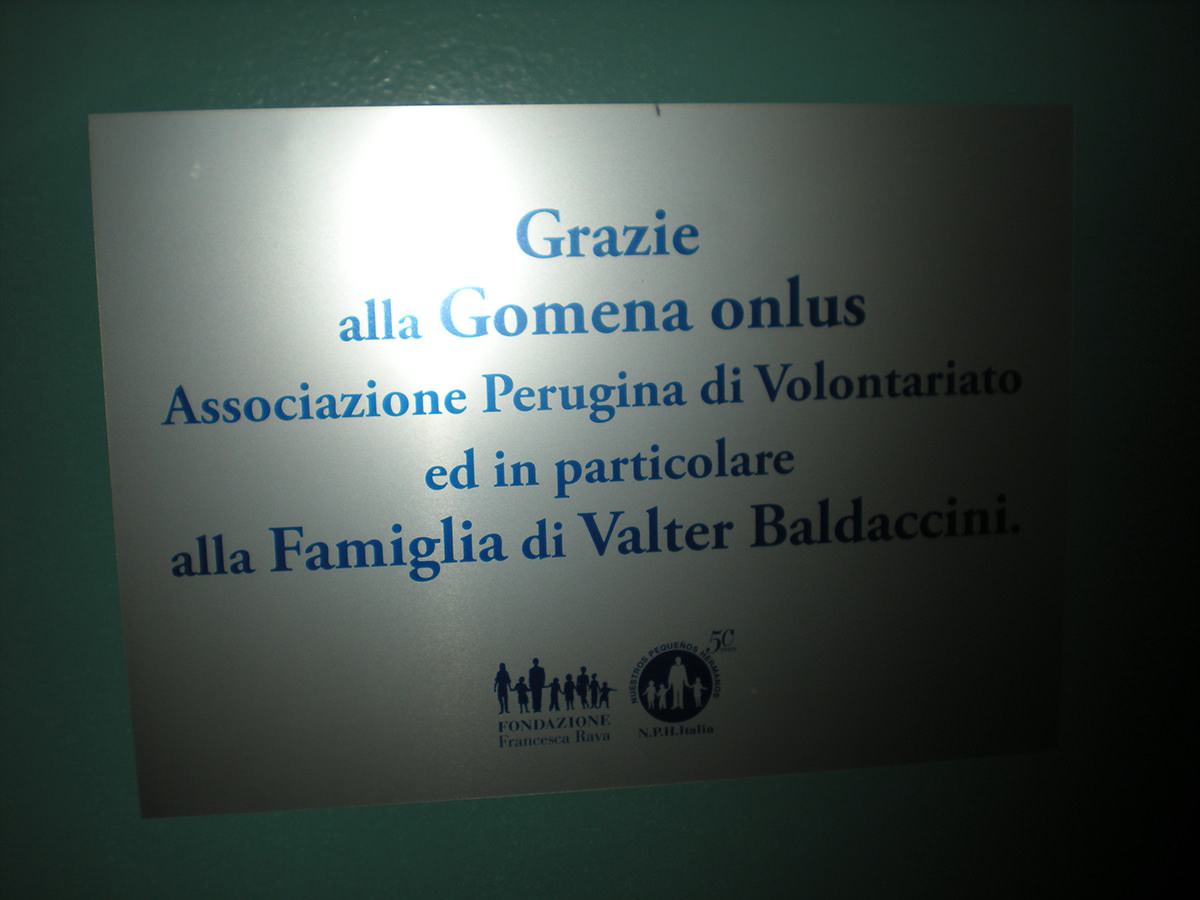 Grazie
alla Gomena onlus
Associazione Perugina di Volontariato
ed in particolare
alla Famiglia di Valter Baldaccini.
FONDAZIONE
Francesca Rava
NUESTROS PEQUEÑOS HERMANOS
50
N.P.H.Italia